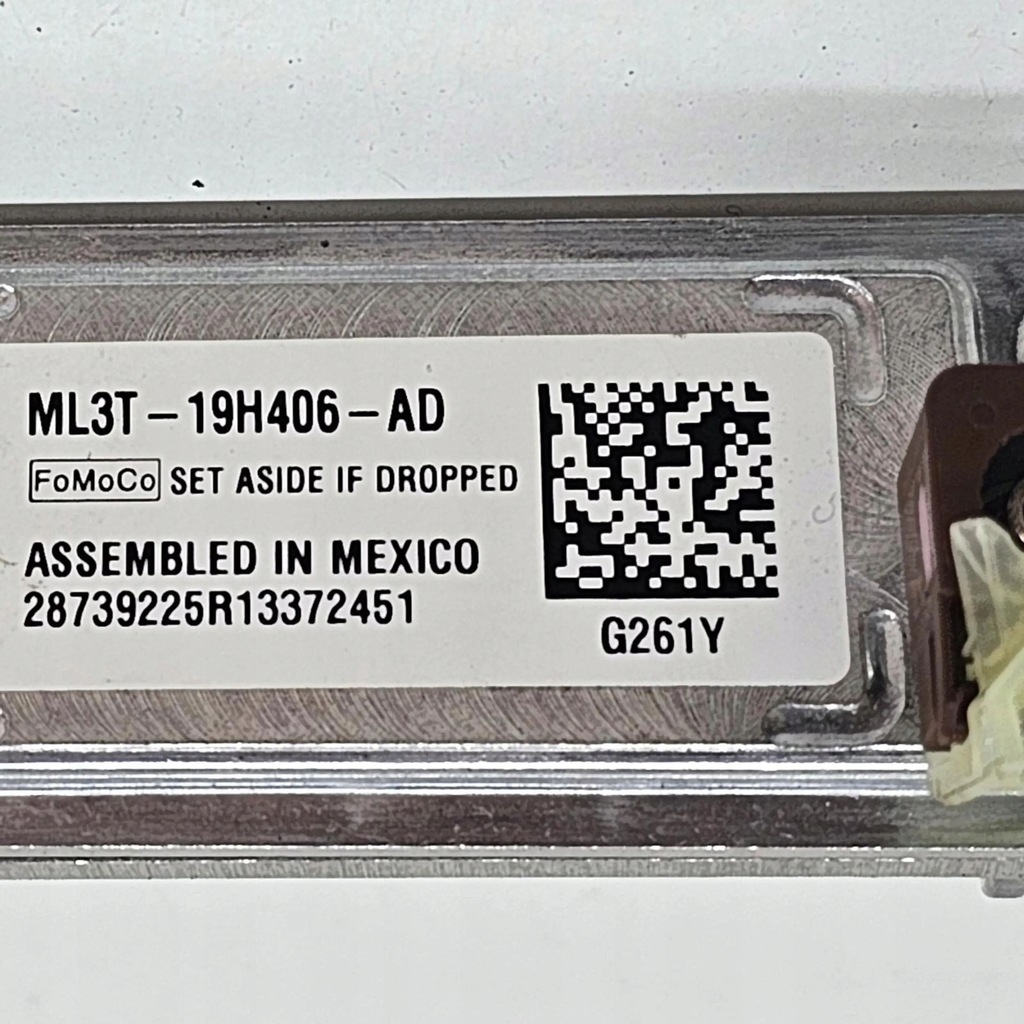 ML3T-19H406-AD
FoMoCo SET ASIDE IF DROPPED
ASSEMBLED IN MEXICO
28739225R13372451
G261Y